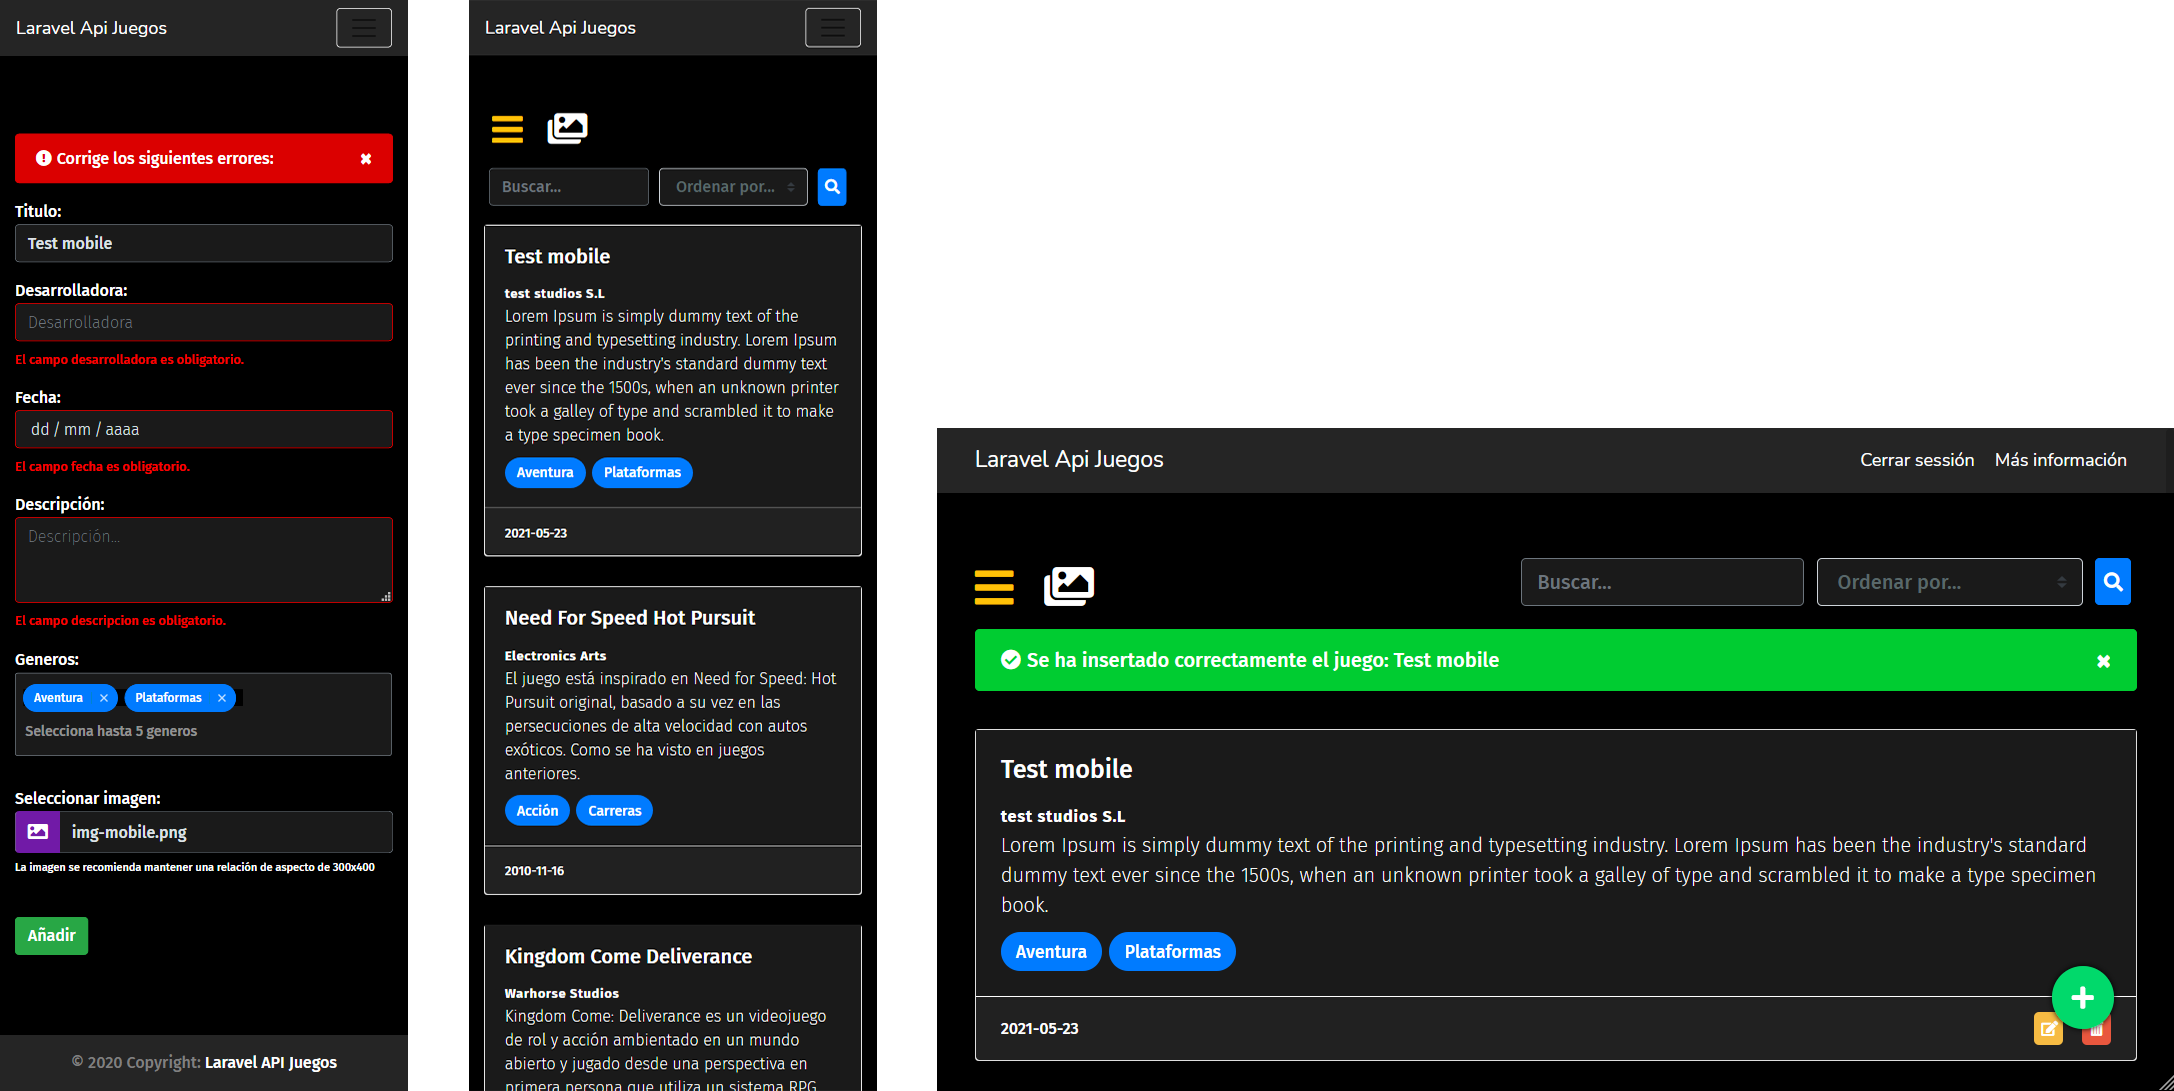 Laravel Api Juegos
Corrige los siguientes errores:
Titulo:
Test mobile
Desarrolladora:
Desarrolladora
El campo desarrolladora es obligatorio.
Fecha:
dd / mm / aaaa
El campo fecha es obligatorio.
Descripción:
Descripción...
El campo descripcion es obligatorio.
Generos:
Aventura × Plataformas ×
Selecciona hasta 5 generos
Seleccionar imagen:
img-mobile.png
La imagen se recomienda mantener una relación de aspecto de 300x400
Añadir
© 2020 Copyright: Laravel API Juegos
Laravel Api Juegos
Buscar... Ordenar por...
Test mobile
test studios S.L
Lorem Ipsum is simply dummy text of the
printing and typesetting industry. Lorem Ipsum
has been the industry's standard dummy text
ever since the 1500s, when an unknown printer
took a galley of type and scrambled it to make
a type specimen book.
Aventura Plataformas
2021-05-23
Need For Speed Hot Pursuit
Electronics Arts
El juego está inspirado en Need for Speed: Hot
Pursuit original, basado a su vez en las
persecuciones de alta velocidad con autos
exóticos. Como se ha visto en juegos
anteriores.
Acción Carreras
2010-11-16
Kingdom Come Deliverance
Warhorse Studios
Kingdom Come: Deliverance es un videojuego
de rol y acción ambientado en un mundo
abierto y jugado desde una perspectiva en
primera persona que utiliza un sistema RPG
Laravel Api Juegos Cerrar sessión Más información
Buscar... Ordenar por...
Se ha insertado correctamente el juego: Test mobile
Test mobile
test studios S.L
Lorem Ipsum is simply dummy text of the printing and typesetting industry. Lorem Ipsum has been the industry's standard
dummy text ever since the 1500s, when an unknown printer took a galley of type and scrambled it to make a type specimen
book.
Aventura Plataformas
2021-05-23